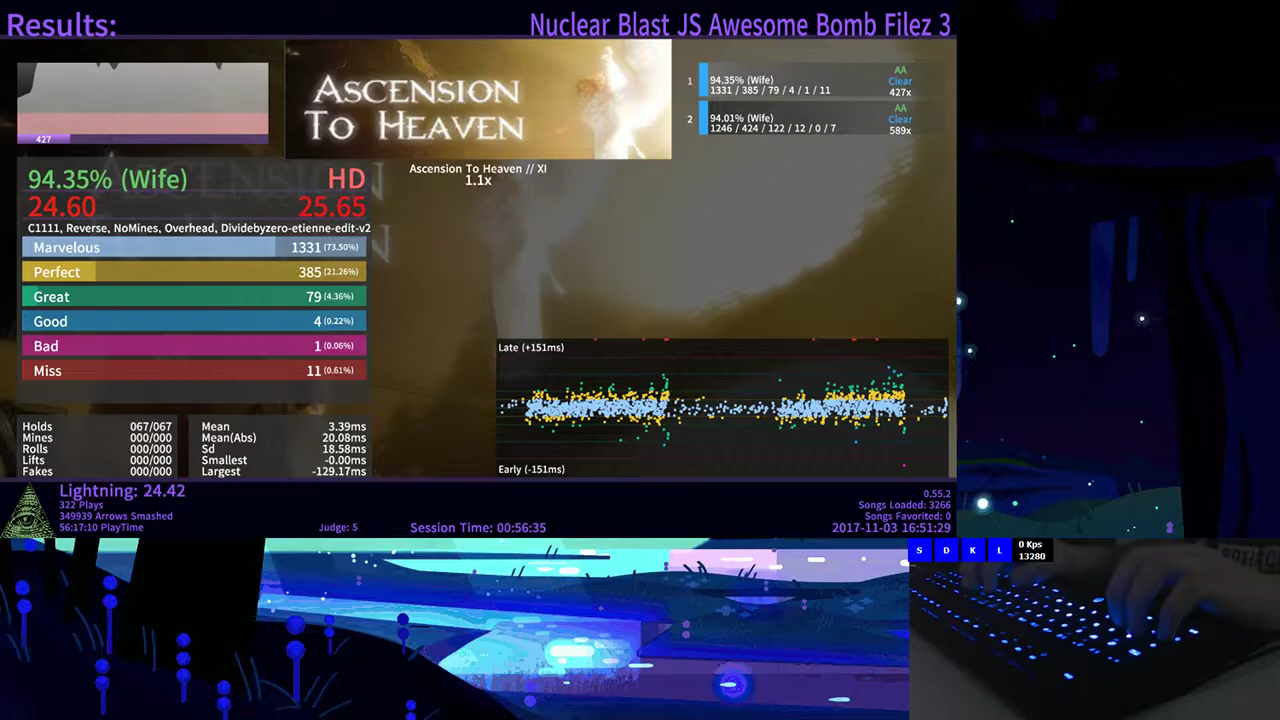 Results:
Nuclear Blast JS Awesome Bomb Filez 3
427
ASCENSION
TO HEAVEN
1
94.35% (Wife)
1331 / 385 / 79 / 4 / 1 / 11
AA
Clear
427x
2
94.01% (Wife)
1246 / 424 / 122 / 12 / 0 / 7
AA
Clear
589x
Ascension To Heaven // XI
1.1x
94.35% (Wife) HD
24.60 25.65
C1111, Reverse, NoMines, Overhead, Dividebyzero-etienne-edit-v2
Marvelous 1331 (73.50%)
Perfect 385 (21.26%)
Great 79 (4.36%)
Good 4 (0.22%)
Bad 1 (0.06%)
Miss 11 (0.61%)
Late (+151ms)
Early (-151ms)
Holds 067/067
Mines 000/000
Rolls 000/000
Lifts 000/000
Fakes 000/000
Mean 3.39ms
Mean(Abs) 20.08ms
Sd 18.58ms
Smallest -0.00ms
Largest -129.17ms
Lightning: 24.42
322 Plays
349939 Arrows Smashed
56:17:10 PlayTime
Judge: 5
Session Time: 00:56:35
0.55.2
Songs Loaded: 3266
Songs Favorited: 0
2017-11-03 16:51:29
S D K L
0 Kps
13280